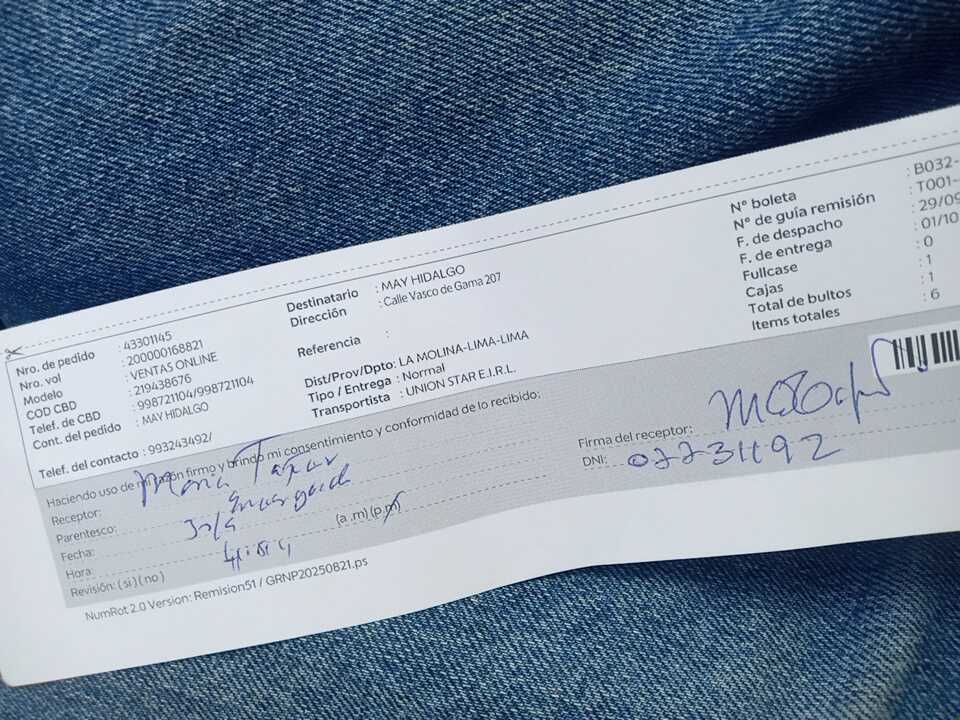 Nro. de pedido : 43301145
Nro. vol : 200000168821
Modelo : VENTAS ONLINE
COD CBD : 219438676
Telef. de CBD : 998721104/998721104
Cont. del pedido : MAY HIDALGO
Telef. del contacto : 993243492/
Destinatario : MAY HIDALGO
Dirección : Calle Vasco de Gama 207
Referencia :
Dist/Prov/Dpto: LA MOLINA-LIMA-LIMA
Tipo / Entrega : Normal
Transportista : UNION STAR E.I.R.L.
N° boleta : B032-
N° de guía remisión : T001-
F. de despacho : 29/09
F. de entrega : 01/10
Fullcase : 0
Cajas : 1
Total de bultos : 1
Items totales : 6
Haciendo uso de mi razón firmo y brindo mi consentimiento y conformidad de lo recibido:
Receptor: Maria
Parentesco:
Fecha:
Hora: (a .m) (p.m)
Revisión: ( si ) ( no )
Firma del receptor:
DNI:
NumRot 2.0 Version: Remision51 / GRNP20250821.ps